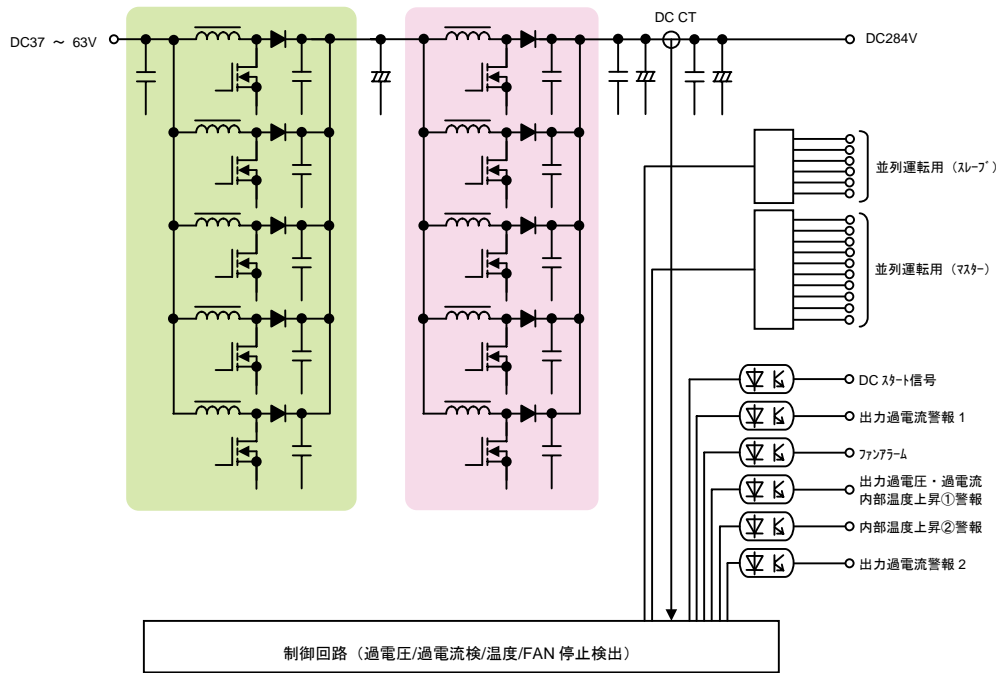 DC CT
DC37 ～ 63V
DC284V
並列運転用（ｽﾚｰﾌﾞ）
並列運転用（ﾏｽﾀｰ）
DC ｽﾀｰﾄ信号
出力過電流警報 1
ﾌｧﾝｱﾗｰﾑ
出力過電圧・過電流
内部温度上昇①警報
内部温度上昇②警報
出力過電流警報 2
制御回路（過電圧/過電流検/温度/FAN 停止検出）